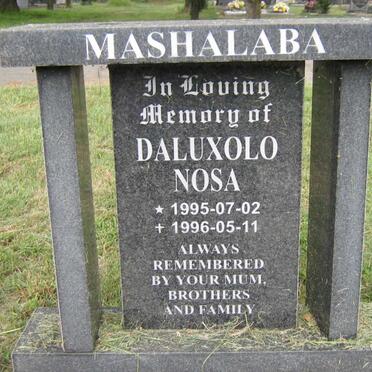 MASHALABA
In Loving
Memory of
DALUXOLO
NOSA
★ 1995-07-02
✝ 1996-05-11
ALWAYS
REMEMBERED
BY YOUR MUM,
BROTHERS
AND FAMILY